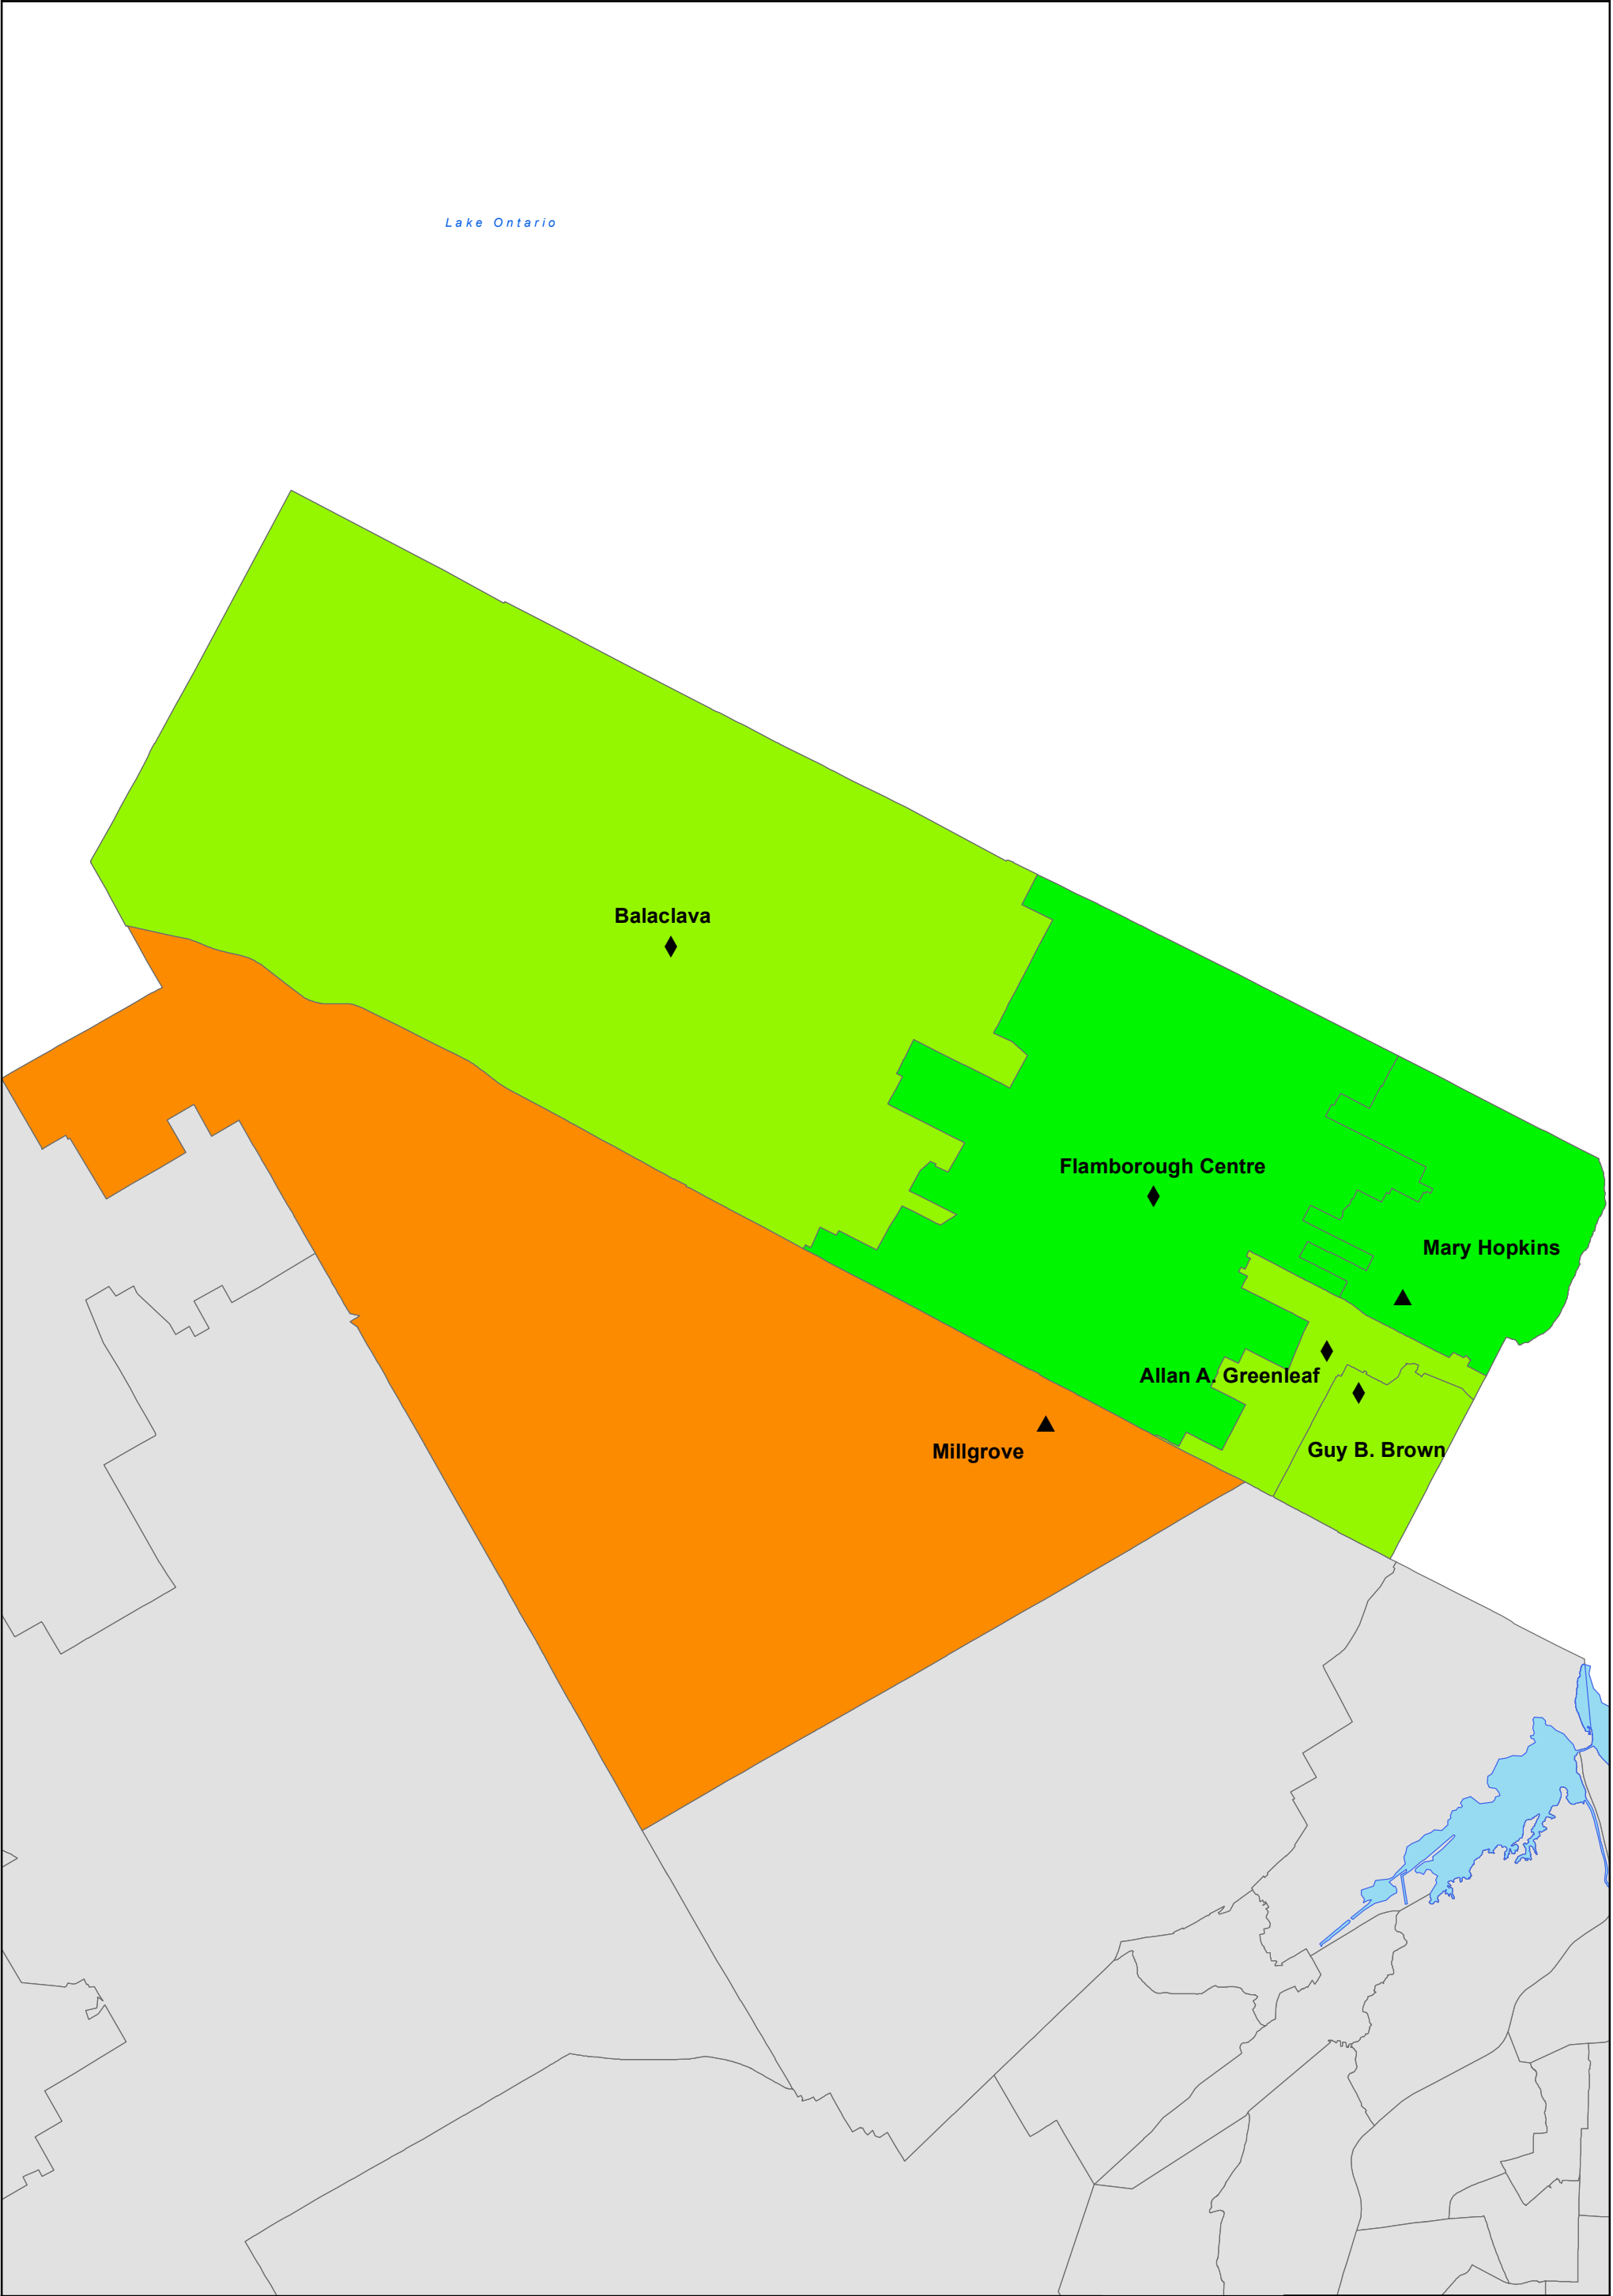 Lake Ontario
Balaclava
Flamborough Centre
Mary Hopkins
Allan A. Greenleaf
Guy B. Brown
Millgrove